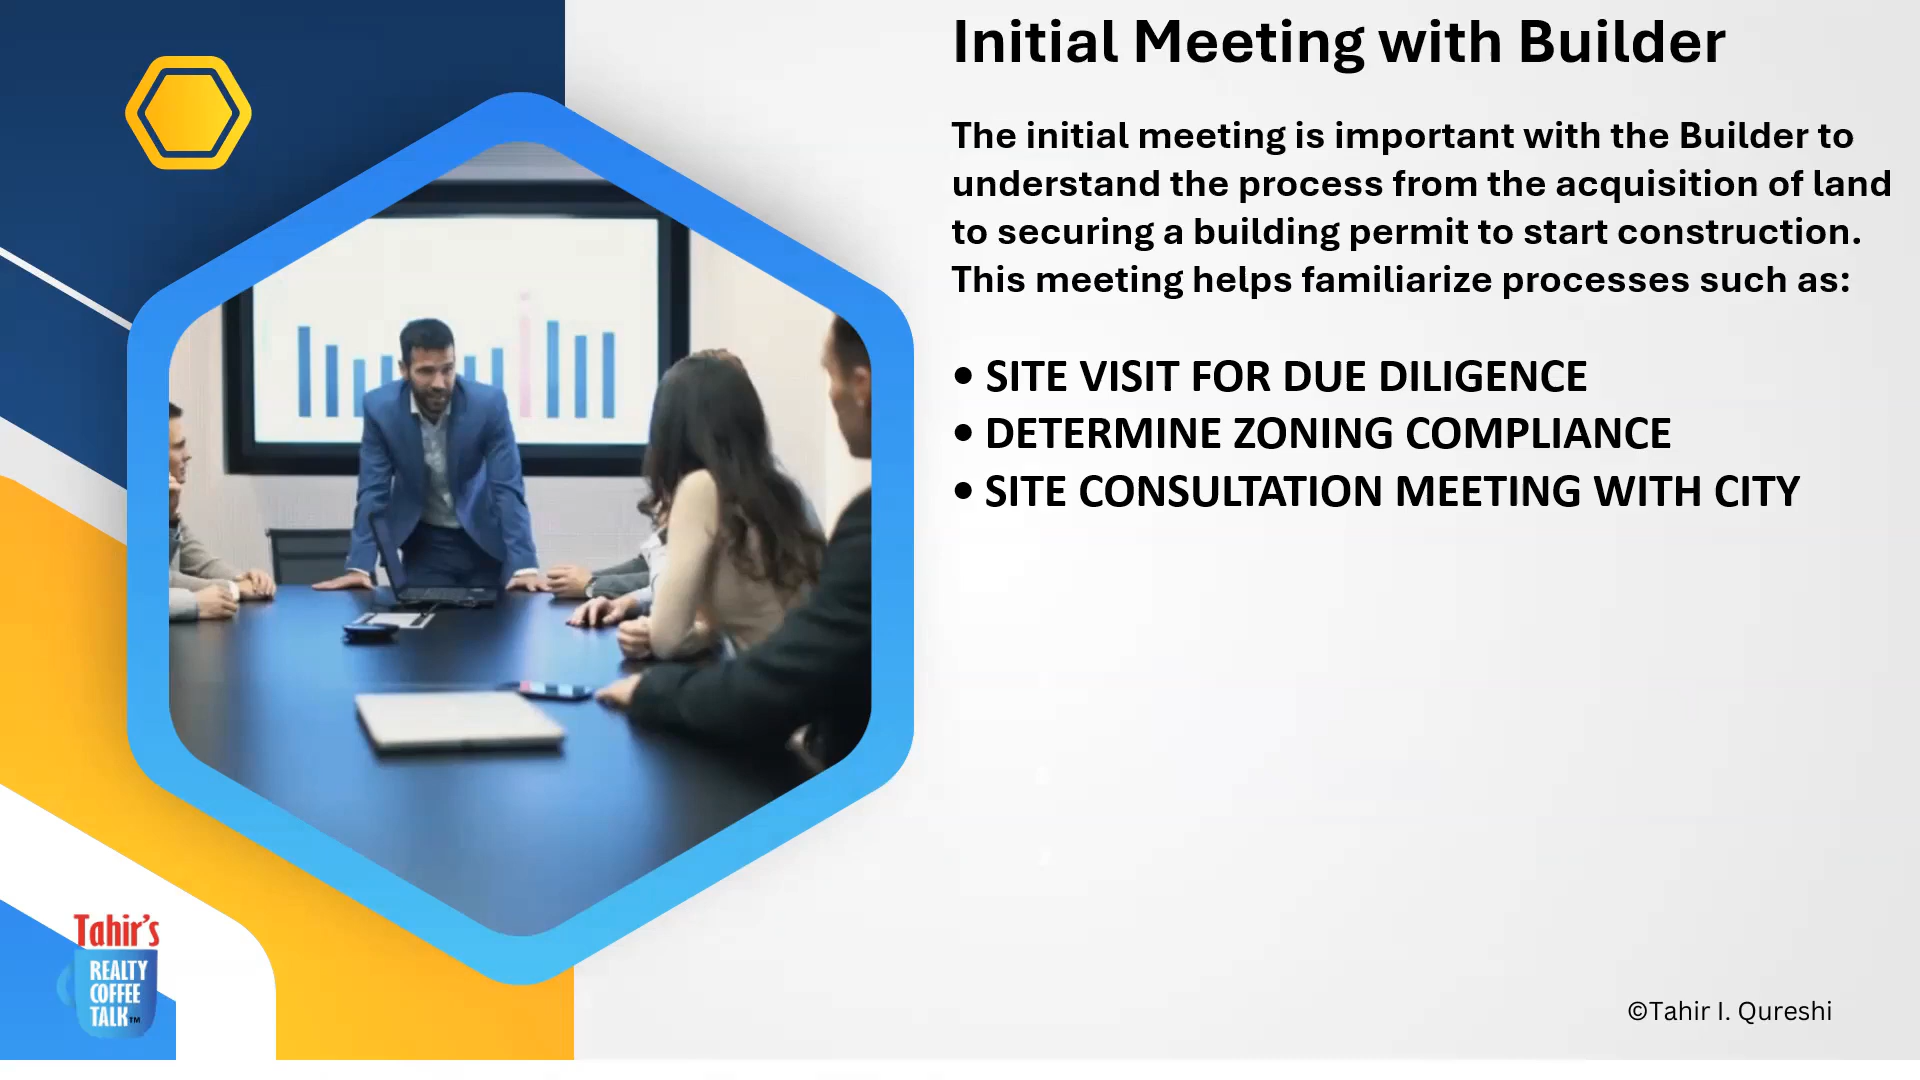 Initial Meeting with Builder
The initial meeting is important with the Builder to
understand the process from the acquisition of land
to securing a building permit to start construction.
This meeting helps familiarize processes such as:
• SITE VISIT FOR DUE DILIGENCE
• DETERMINE ZONING COMPLIANCE
• SITE CONSULTATION MEETING WITH CITY
Tahir's
REALTY
COFFEE
TALK™
©Tahir I. Qureshi